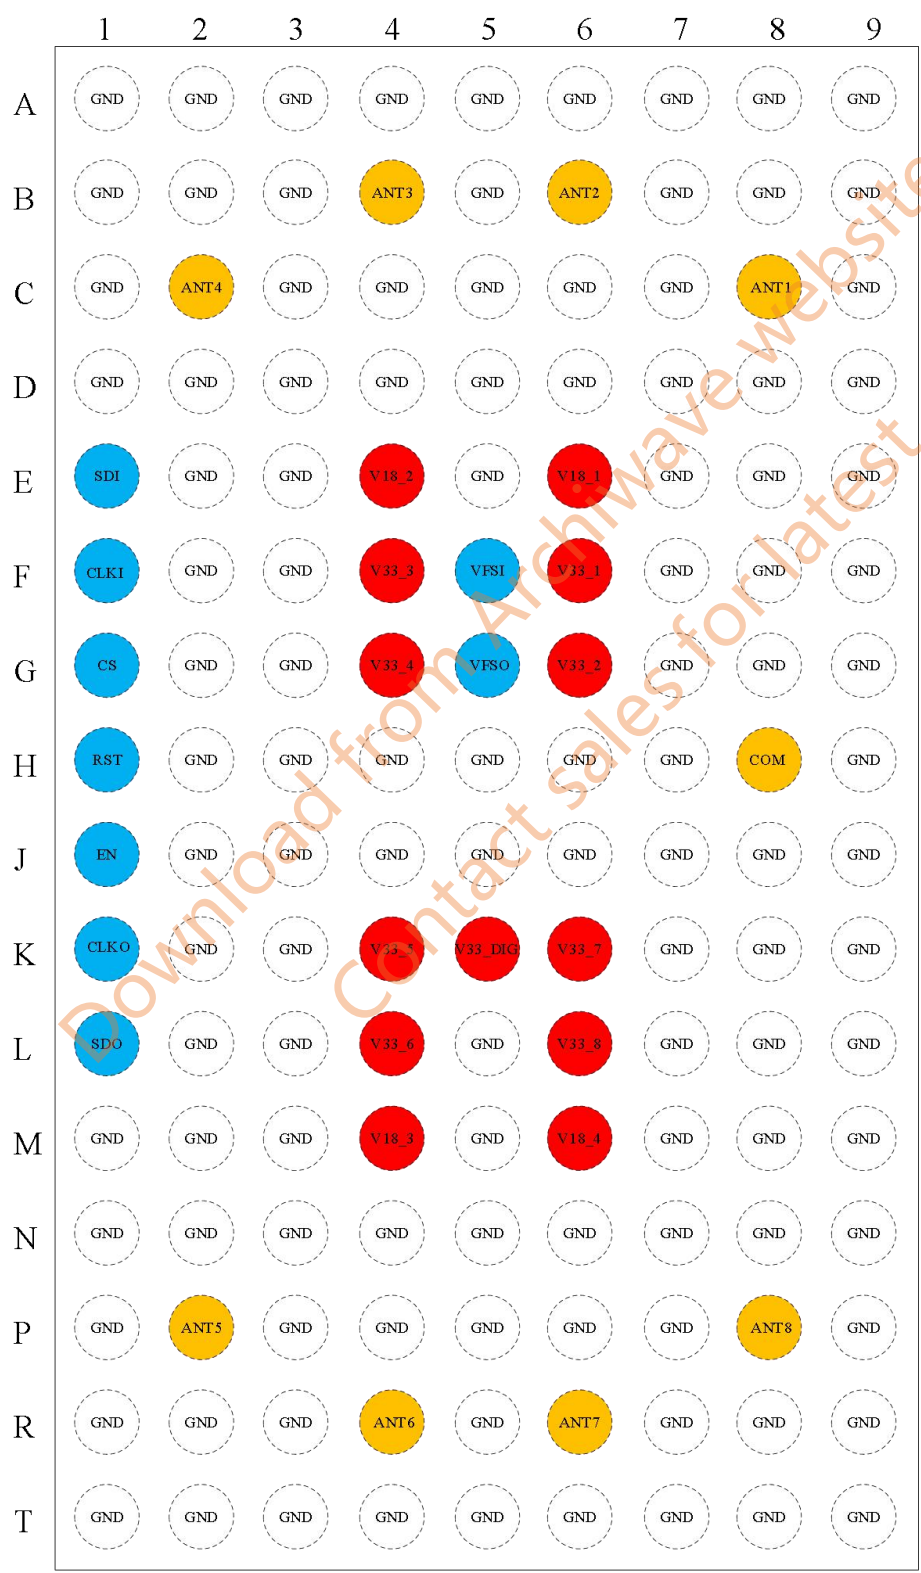 1 2 3 4 5 6 7 8 9
A GND GND GND GND GND GND GND GND GND
B GND GND GND ANT3 GND ANT2 GND GND GND
C GND ANT4 GND GND GND GND GND ANT1 GND
D GND GND GND GND GND GND GND GND GND
E SDI GND GND V18_2 GND V18_1 GND GND GND
F CLKI GND GND V33_3 VFSI V33_1 GND GND GND
G CS GND GND V33_4 VFSO V33_2 GND GND GND
H RST GND GND GND GND GND GND COM GND
J EN GND GND GND GND GND GND GND GND
K CLKO GND GND V33_5 V33_DIG V33_7 GND GND GND
L SDO GND GND V33_6 GND V33_8 GND GND GND
M GND GND GND V18_3 GND V18_4 GND GND GND
N GND GND GND GND GND GND GND GND GND
P GND ANT5 GND GND GND GND GND ANT8 GND
R GND GND GND ANT6 GND ANT7 GND GND GND
T GND GND GND GND GND GND GND GND GND
Download from Archiwave website
Contact sales for latest